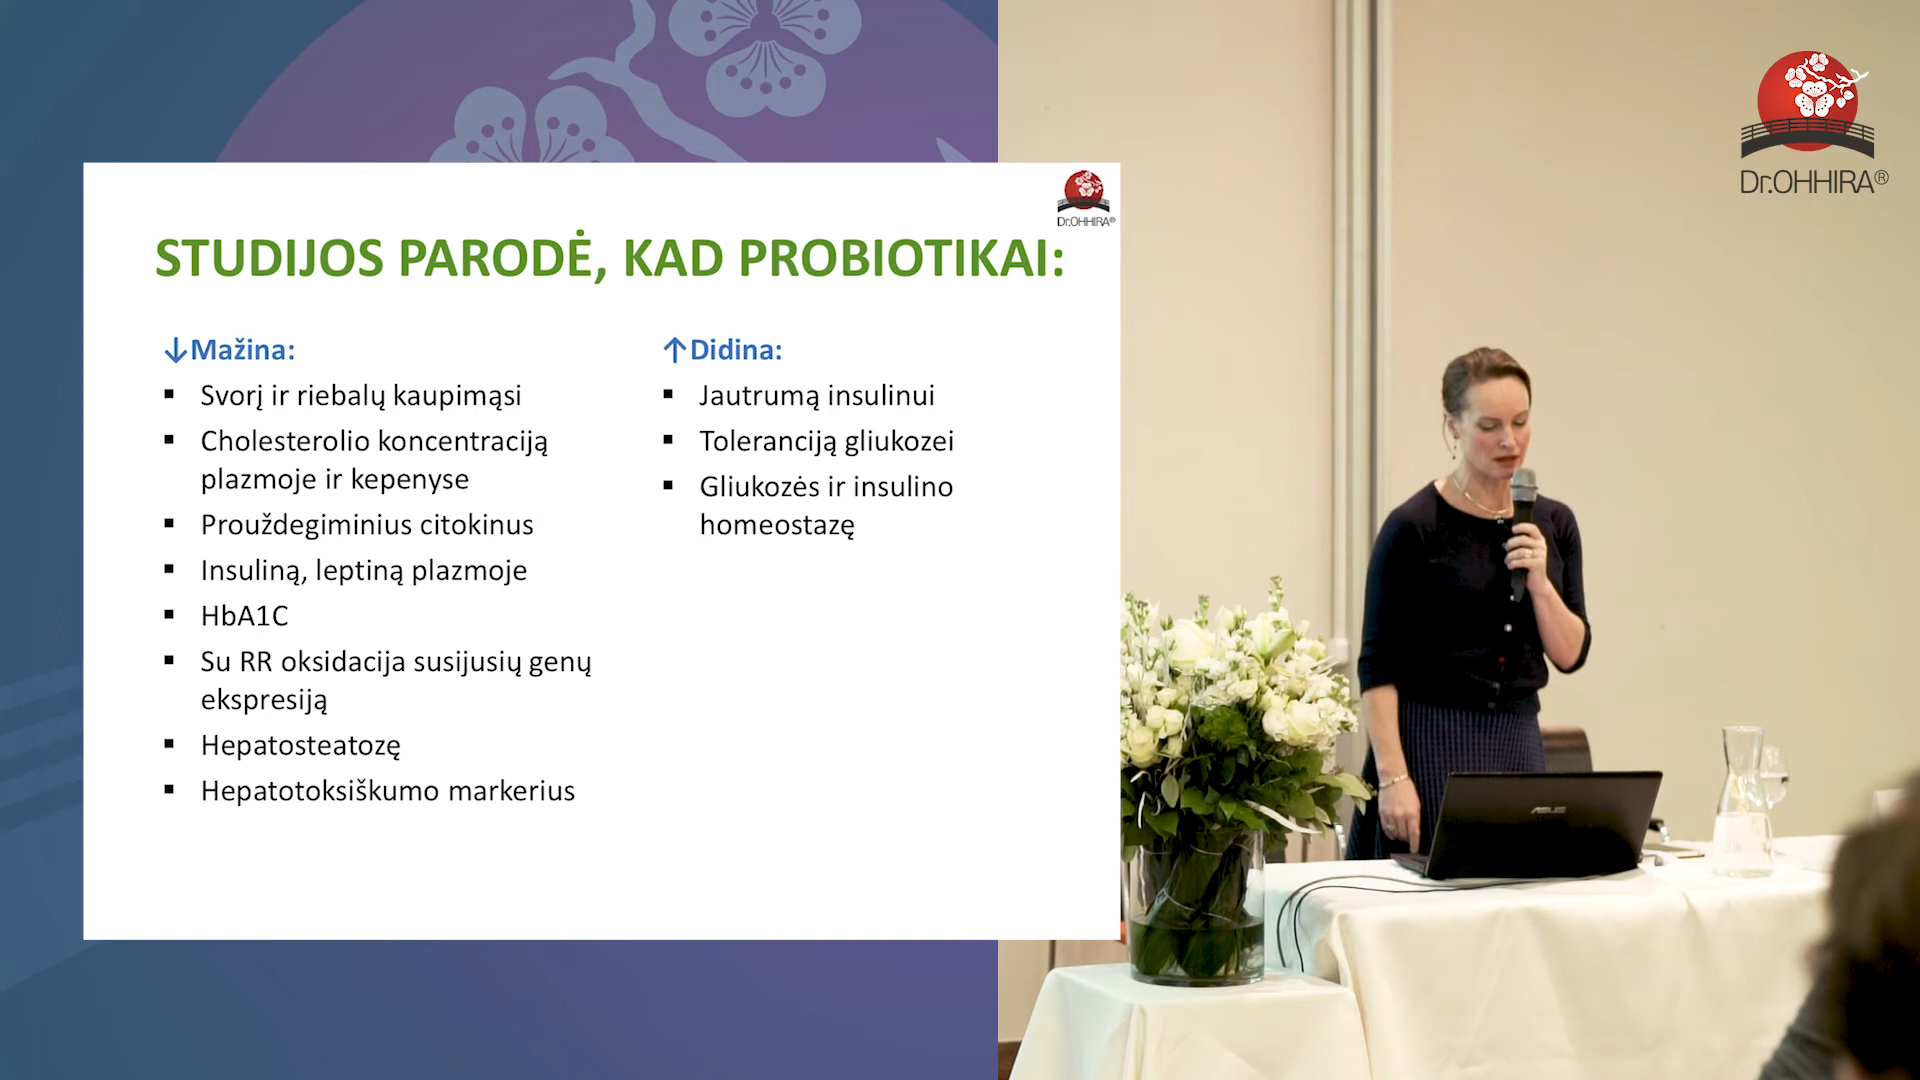 STUDIJOS PARODĖ, KAD PROBIOTIKAI:
↓Mažina:
▪ Svorį ir riebalų kaupimąsi
▪ Cholesterolio koncentraciją
plazmoje ir kepenyse
▪ Prouždegiminius citokinus
▪ Insuliną, leptiną plazmoje
▪ HbA1C
▪ Su RR oksidacija susijusių genų
ekspresiją
▪ Hepatosteatozę
▪ Hepatotoksiškumo markerius
↑Didina:
▪ Jautrumą insulinui
▪ Toleranciją gliukozei
▪ Gliukozės ir insulino
homeostazę
Dr.OHHIRA®
Dr.OHHIRA®
ASUS